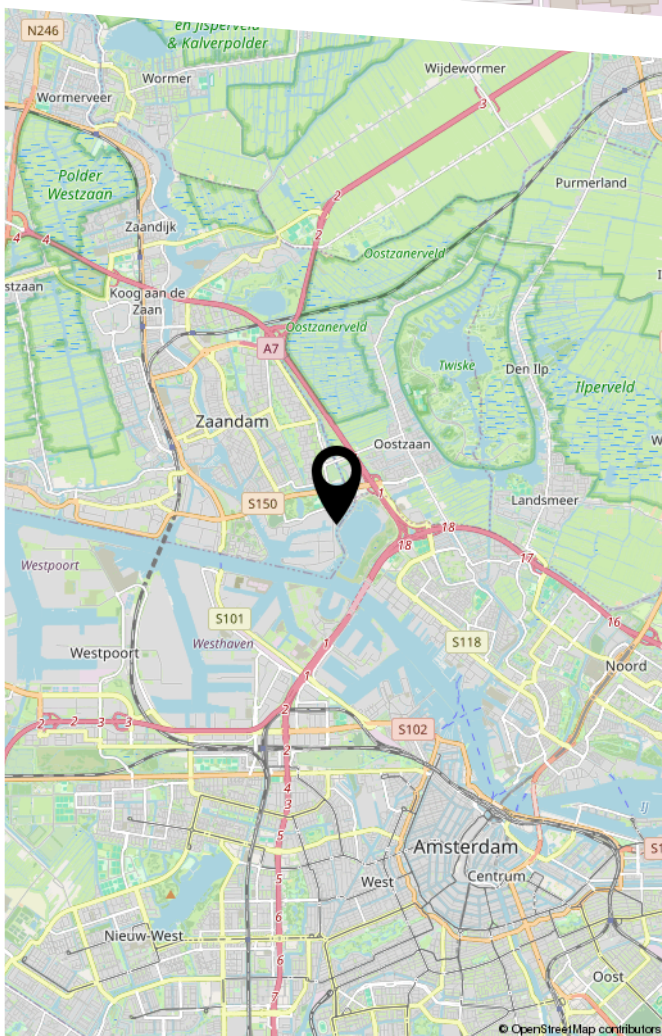 en Jisperveld
& Kalverpolder
N246
Wormer
Wormerveer
Wijdewormer
3
Polder
Westzaan
Purmerland
2
Zaandijk
2
4
4
Oostzanerveld
stzaan
Koog aan de
Zaan
Oostzanerveld
A7
Twiske
Den Ilp
Ilperveld
Zaandam
Oostzaan
1
S150
Landsmeer
18
18
17
Westpoort
S101
16
Westhaven
1
S118
Westpoort
1
Noord
2
2
2
3
3
S102
2
4
3
Ij
5
Amsterdam
S1
West
Centrum
5
6
Nieuw-West
6
Oost
7
© OpenStreetMap contributors